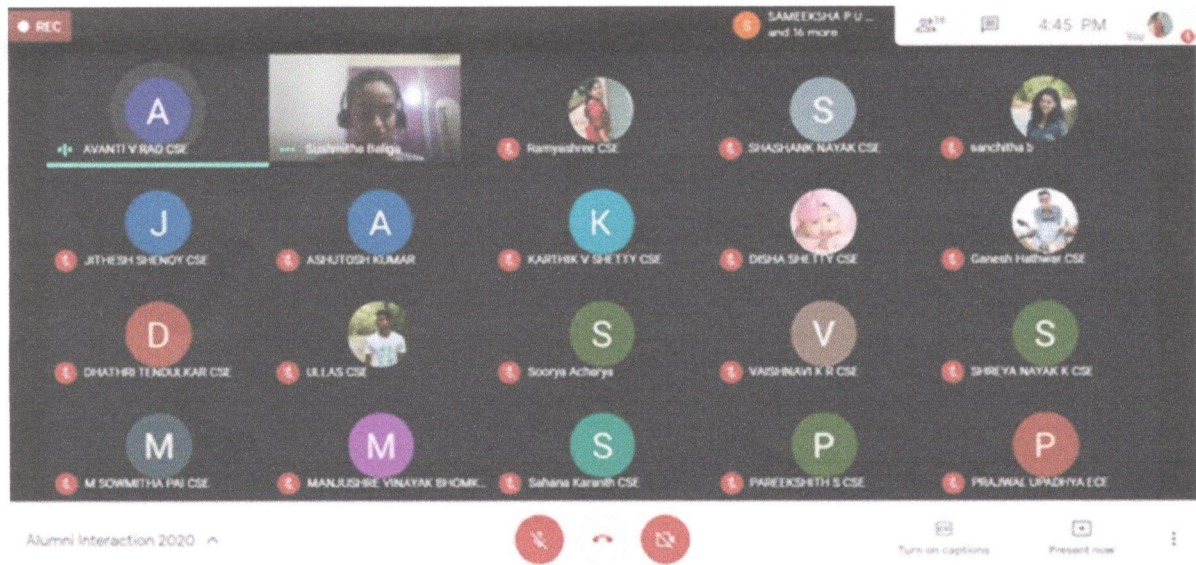 REC
S
SAMEEKSHA P U ...
and 16 more
4:45 PM
You
A
AVANTI V RAO CSE
Sushmitha Baliga
Ramyashree CSE
S
SHASHANK NAYAK CSE
sanchitha b
J
JITHESH SHENOY CSE
A
ASHUTOSH KUMAR
K
KARTHIK V SHETTY CSE
DISHA SHETTY CSE
Ganesh Hathwar CSE
D
DHATHRI TENDULKAR CSE
ULLAS CSE
S
Soorya Acharya
V
VAISHNAVI K R CSE
S
SHREYA NAYAK K CSE
M
M SOWMITHA PAI CSE
M
MANJUSHRE VINAYAK BHOMK...
S
Sahana Karanth CSE
P
PAREEKSHITH S CSE
P
PRAJWAL UPADHYA ECE
Alumni Interaction 2020
Turn on captions
Present now